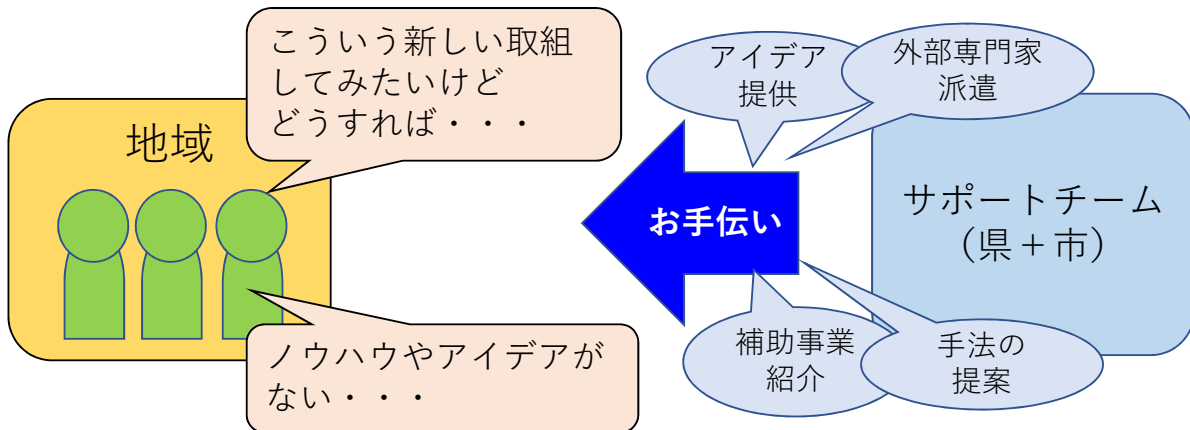 地域
こういう新しい取組
してみたいけど
どうすれば・・・
ノウハウやアイデアが
ない・・・
お手伝い
アイデア
提供
外部専門家
派遣
補助事業
紹介
手法の
提案
サポートチーム
（県＋市）